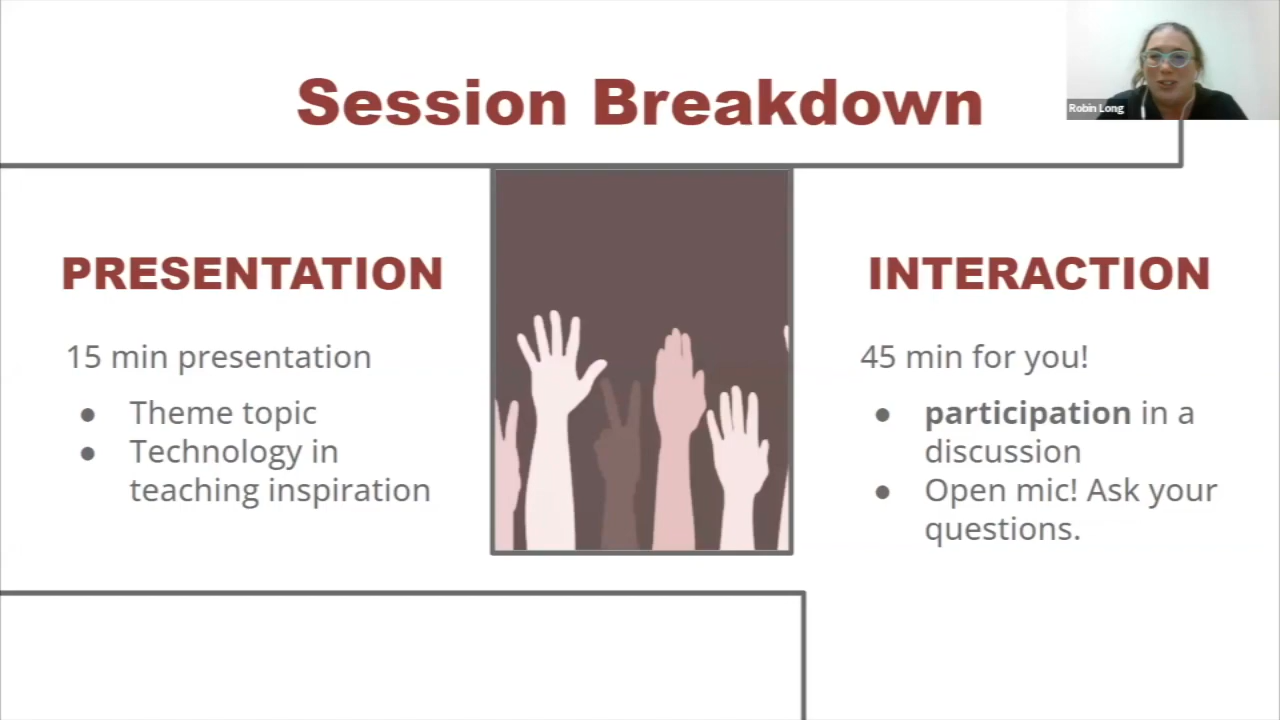 Session Breakdown
Robin Long
PRESENTATION
15 min presentation
● Theme topic
● Technology in
teaching inspiration
INTERACTION
45 min for you!
● participation in a
discussion
● Open mic! Ask your
questions.